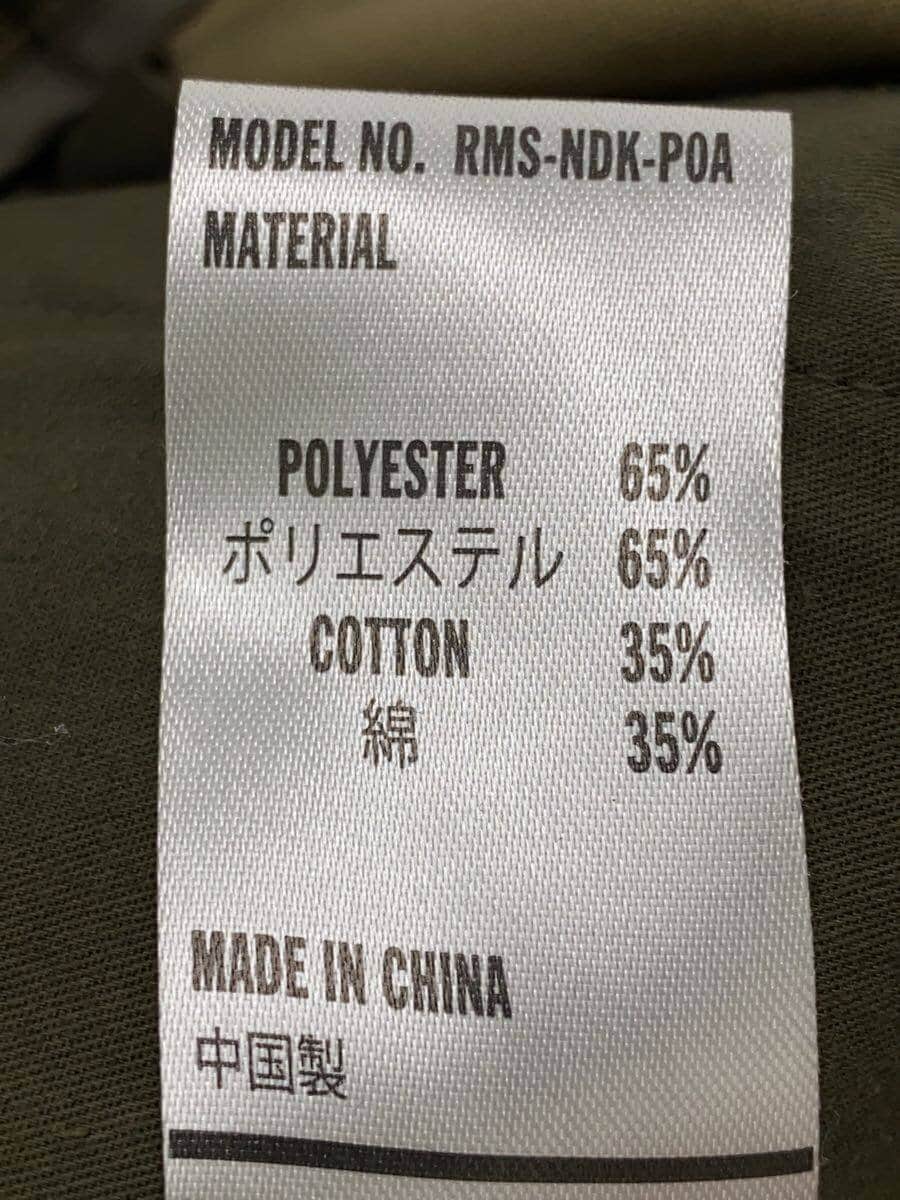 MODEL NO. RMS-NDK-POA
MATERIAL
POLYESTER 65%
ポリエステル 65%
COTTON 35%
綿 35%
MADE IN CHINA
中国製